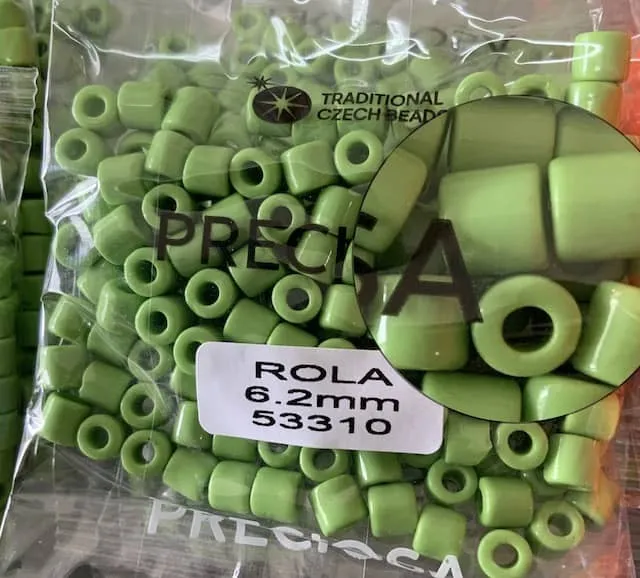 TRADITIONAL
CZECH BEADS
PRECIOSA
ROLA
6.2mm
53310
PRECIOSA